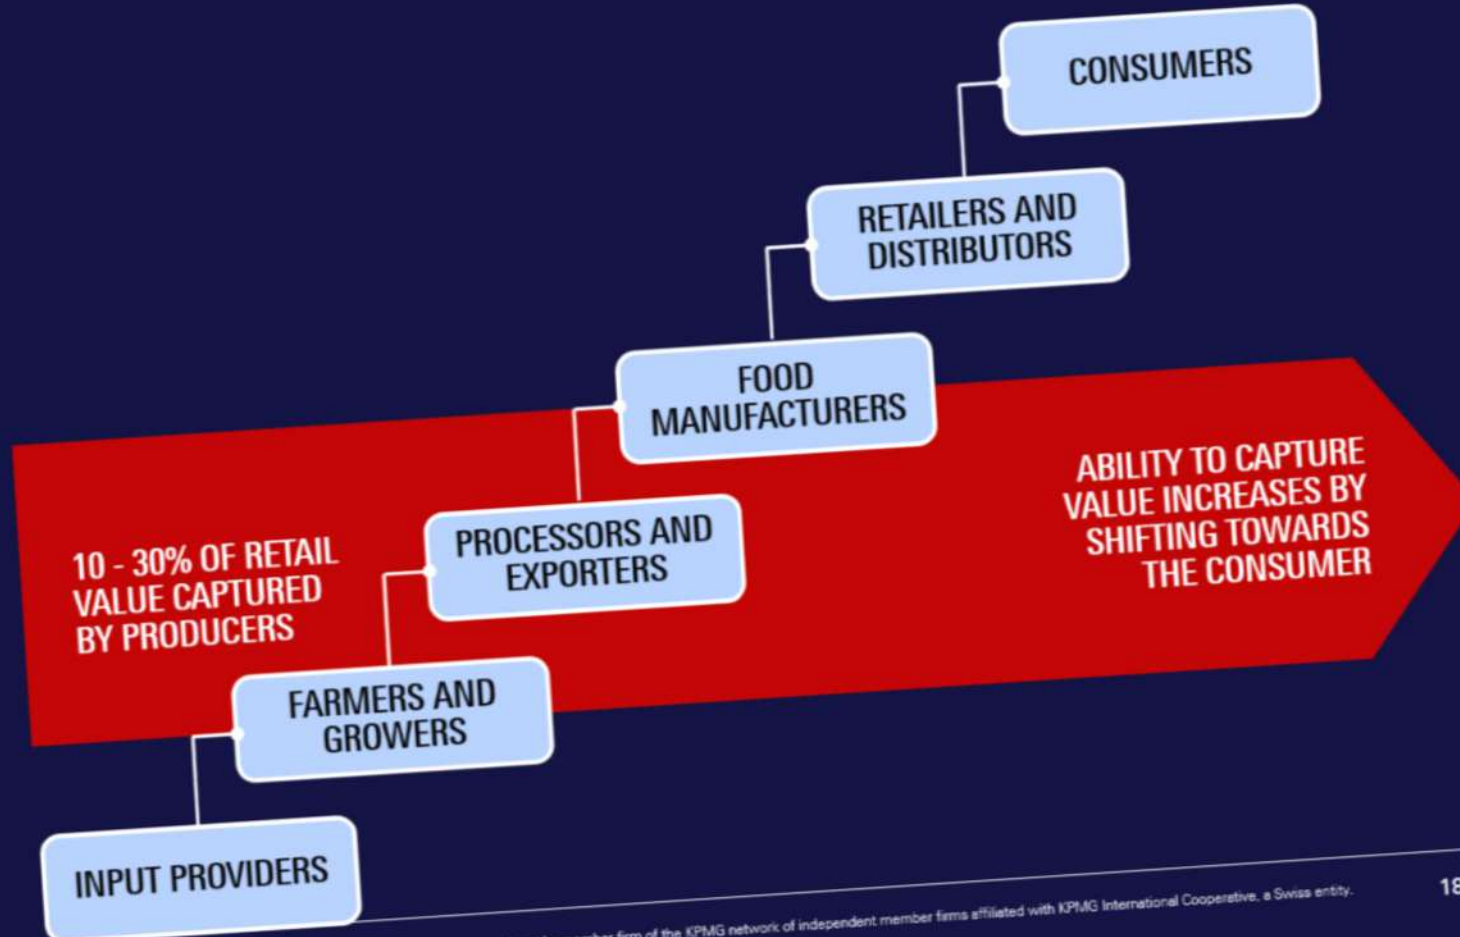 CONSUMERS
RETAILERS AND
DISTRIBUTORS
FOOD
MANUFACTURERS
ABILITY TO CAPTURE
VALUE INCREASES BY
SHIFTING TOWARDS
THE CONSUMER
PROCESSORS AND
EXPORTERS
10 - 30% OF RETAIL
VALUE CAPTURED
BY PRODUCERS
FARMERS AND
GROWERS
INPUT PROVIDERS
firm of the KPMG network of independent member firms affiliated with KPMG International Cooperative, a Swiss entity.
18